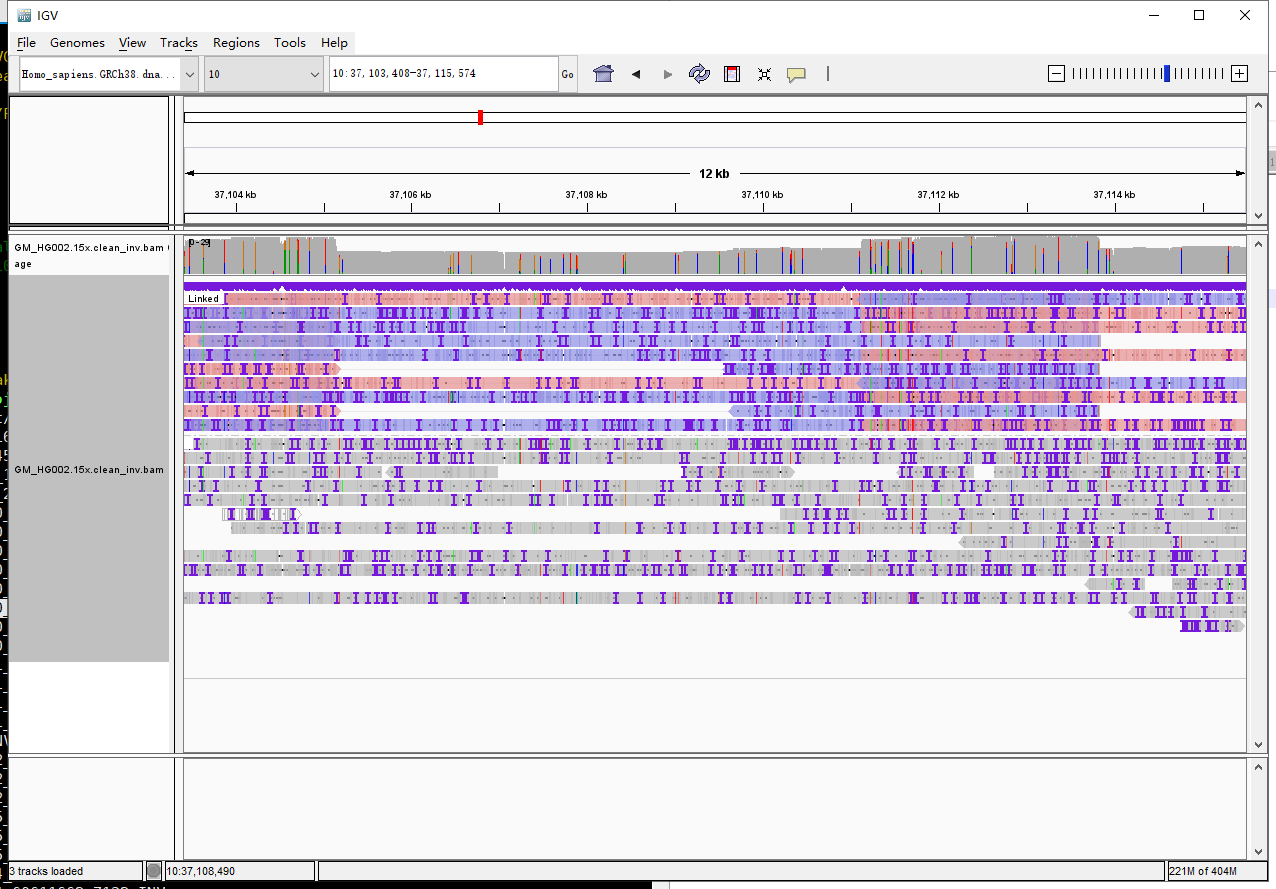 IGV
File Genomes View Tracks Regions Tools Help
Homo_sapiens.GRCh38.dna... 10 10:37,103,408-37,115,574 Go
12 kb
37,104 kb 37,106 kb 37,108 kb 37,110 kb 37,112 kb 37,114 kb
GM_HG002.15x.clean_inv.bam
age
[0-29]
Linked
GM_HG002.15x.clean_inv.bam
3 tracks loaded 10:37,108,490 221M of 404M